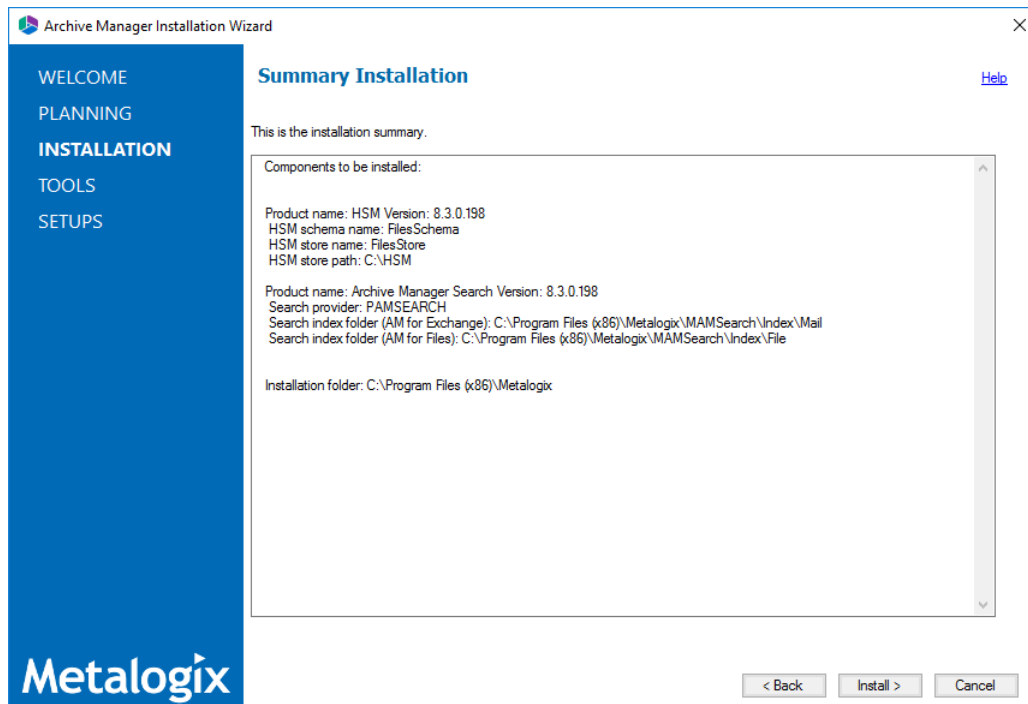 Archive Manager Installation Wizard
WELCOME
PLANNING
INSTALLATION
TOOLS
SETUPS
Summary Installation
Help
This is the installation summary.
Components to be installed:
Product name: HSM Version: 8.3.0.198
HSM schema name: FilesSchema
HSM store name: FilesStore
HSM store path: C:\HSM
Product name: Archive Manager Search Version: 8.3.0.198
Search provider: PAMSEARCH
Search index folder (AM for Exchange): C:\Program Files (x86)\Metalogix\MAMSearch\Index\Mail
Search index folder (AM for Files): C:\Program Files (x86)\Metalogix\MAMSearch\Index\File
Installation folder: C:\Program Files (x86)\Metalogix
Metalogix
< Back
Install >
Cancel